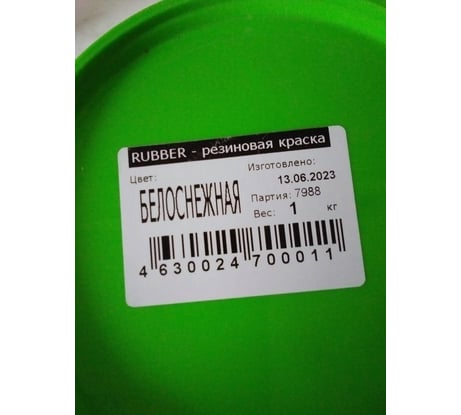 RUBBER - резиновая краска
Цвет:
БЕЛОСНЕЖНАЯ
Изготовлено:
13.06.2023
Партия: 7988
Вес: 1 кг
4 630024 700011